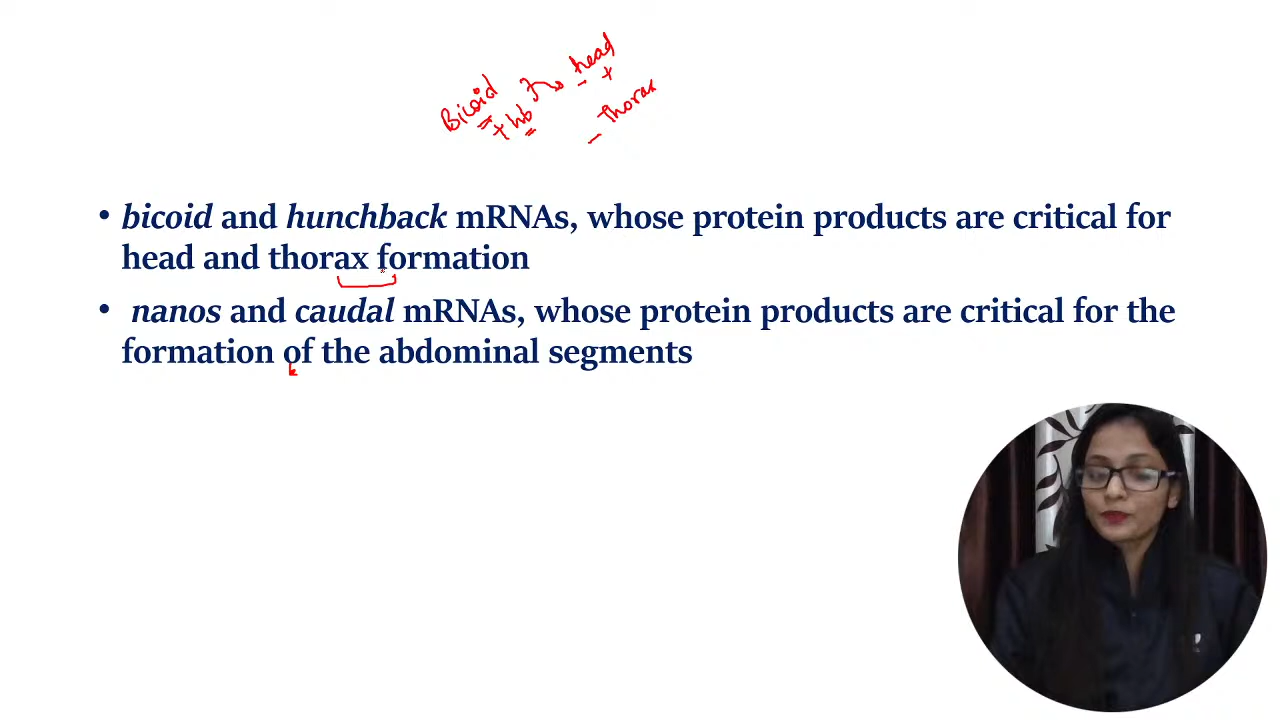 Bicoid
+ hb
head
+
Thorax
• bicoid and hunchback mRNAs, whose protein products are critical for
head and thorax formation
• nanos and caudal mRNAs, whose protein products are critical for the
formation of the abdominal segments